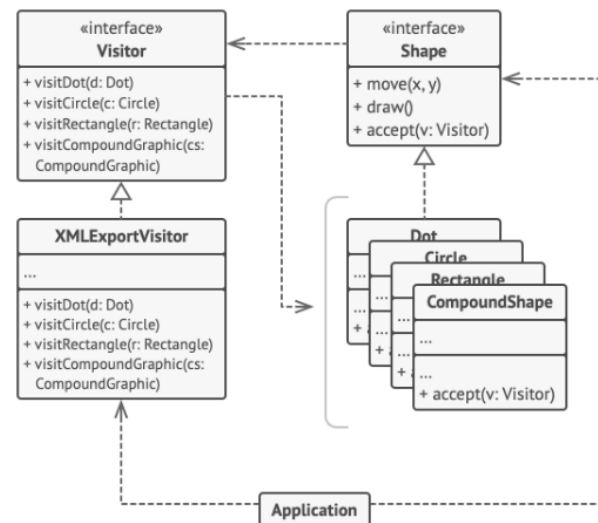 «interface»
Visitor
+ visitDot(d: Dot)
+ visitCircle(c: Circle)
+ visitRectangle(r: Rectangle)
+ visitCompoundGraphic(cs:
CompoundGraphic)
«interface»
Shape
+ move(x, y)
+ draw()
+ accept(v: Visitor)
XMLExportVisitor
...
+ visitDot(d: Dot)
+ visitCircle(c: Circle)
+ visitRectangle(r: Rectangle)
+ visitCompoundGraphic(cs:
CompoundGraphic)
Dot
...
...
+
Circle
...
...
+
Rectangle
...
...
+
CompoundShape
...
...
+ accept(v: Visitor)
Application